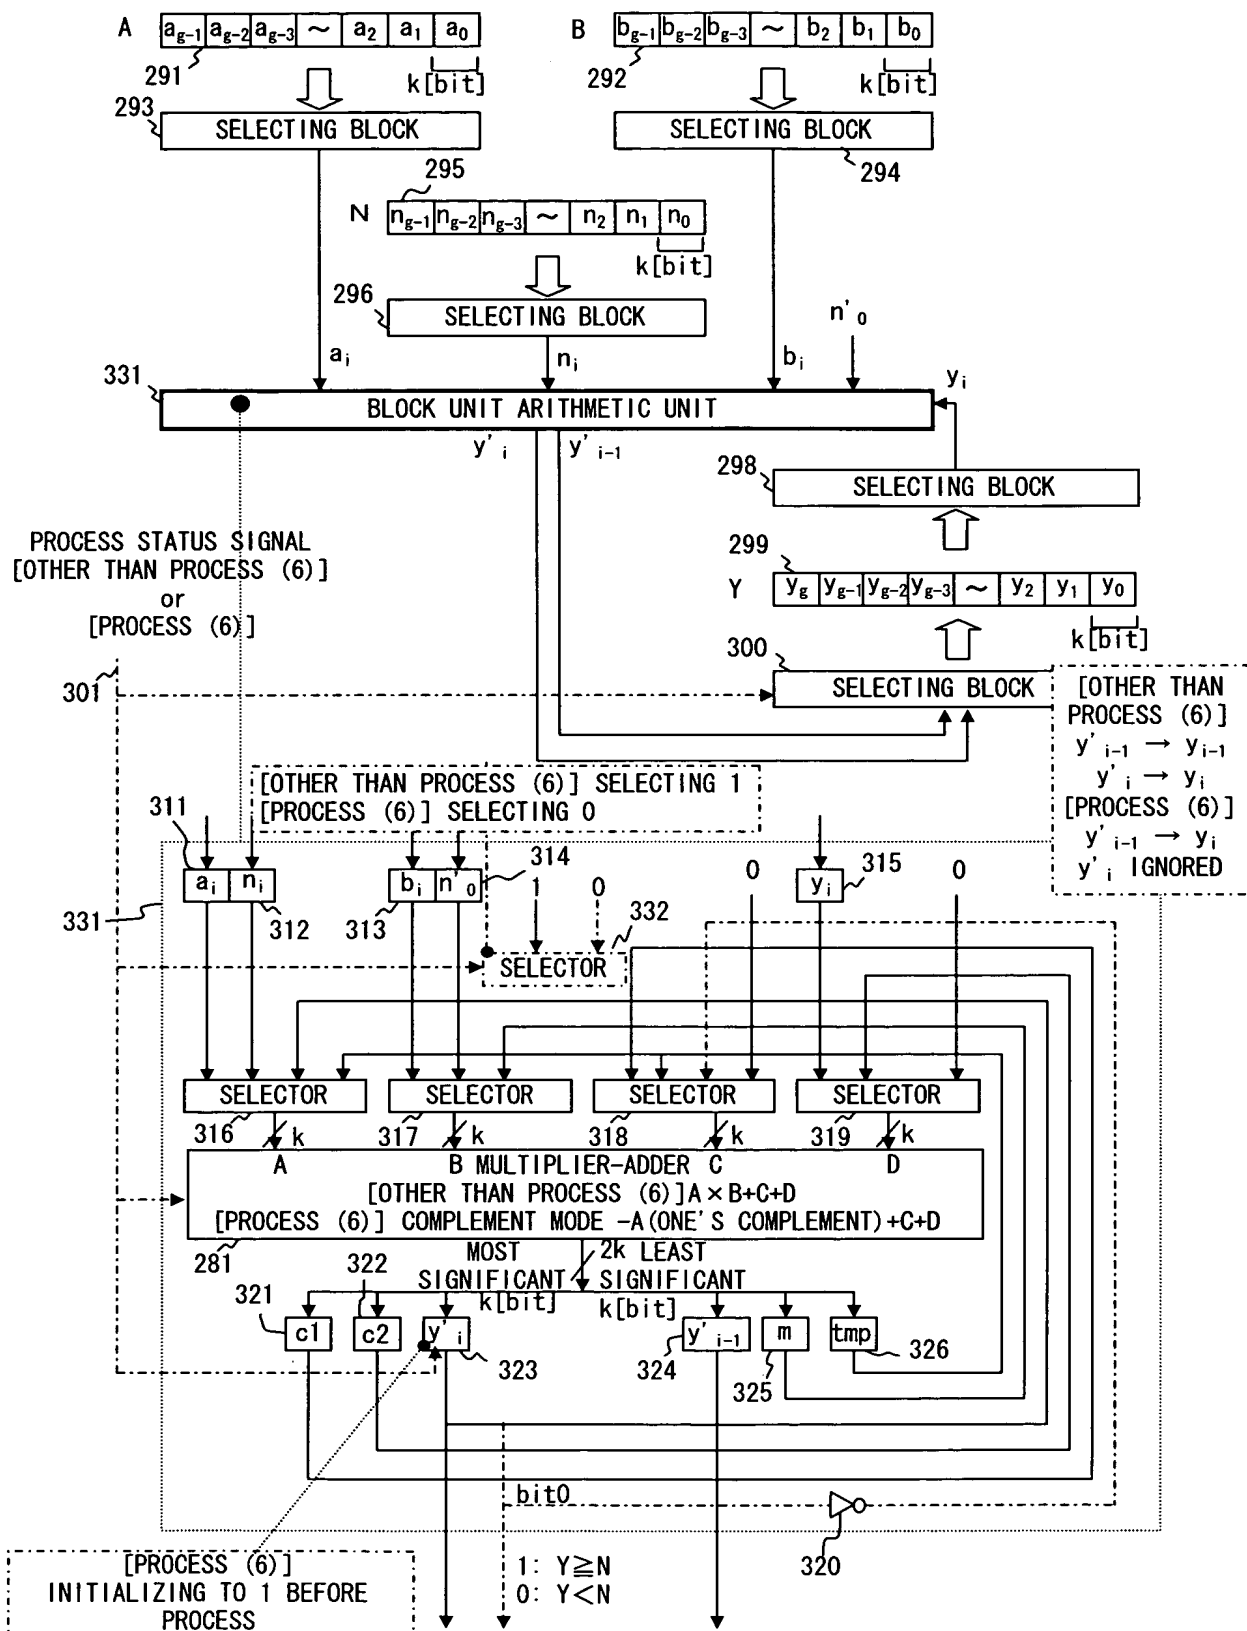 A a_{g-1} a_{g-2} a_{g-3} ~ a_2 a_1 a_0
B b_{g-1} b_{g-2} b_{g-3} ~ b_2 b_1 b_0
291 k[bit]
292 k[bit]
293 SELECTING BLOCK
SELECTING BLOCK 294
295
N n_{g-1} n_{g-2} n_{g-3} ~ n_2 n_1 n_0
k[bit]
296 SELECTING BLOCK
n'_0
a_i n_i b_i y_i
331 BLOCK UNIT ARITHMETIC UNIT
y'_i y'_{i-1}
298 SELECTING BLOCK
PROCESS STATUS SIGNAL
[OTHER THAN PROCESS (6)]
or
[PROCESS (6)]
299
Y y_g y_{g-1} y_{g-2} y_{g-3} ~ y_2 y_1 y_0
k[bit]
300
301 SELECTING BLOCK
[OTHER THAN
PROCESS (6)]
y'_{i-1} → y_{i-1}
y'_i → y_i
[PROCESS (6)]
y'_{i-1} → y_i
y'_i IGNORED
[OTHER THAN PROCESS (6)] SELECTING 1
[PROCESS (6)] SELECTING 0
311 314 0 315 0
a_i n_i b_i n'_0 1 0 y_i
331 312 313 332
SELECTOR
SELECTOR SELECTOR SELECTOR SELECTOR
316 k 317 k 318 k 319 k
A B MULTIPLIER-ADDER C D
[OTHER THAN PROCESS (6)]A×B+C+D
[PROCESS (6)] COMPLEMENT MODE -A(ONE'S COMPLEMENT)+C+D
281
MOST
SIGNIFICANT
k[bit]
2k
LEAST
SIGNIFICANT
k[bit]
321 322
c1 c2 y'_i y'_{i-1} m tmp
323 324 325 326
bit0
320
[PROCESS (6)]
INITIALIZING TO 1 BEFORE
PROCESS
1: Y≧N
0: Y<N